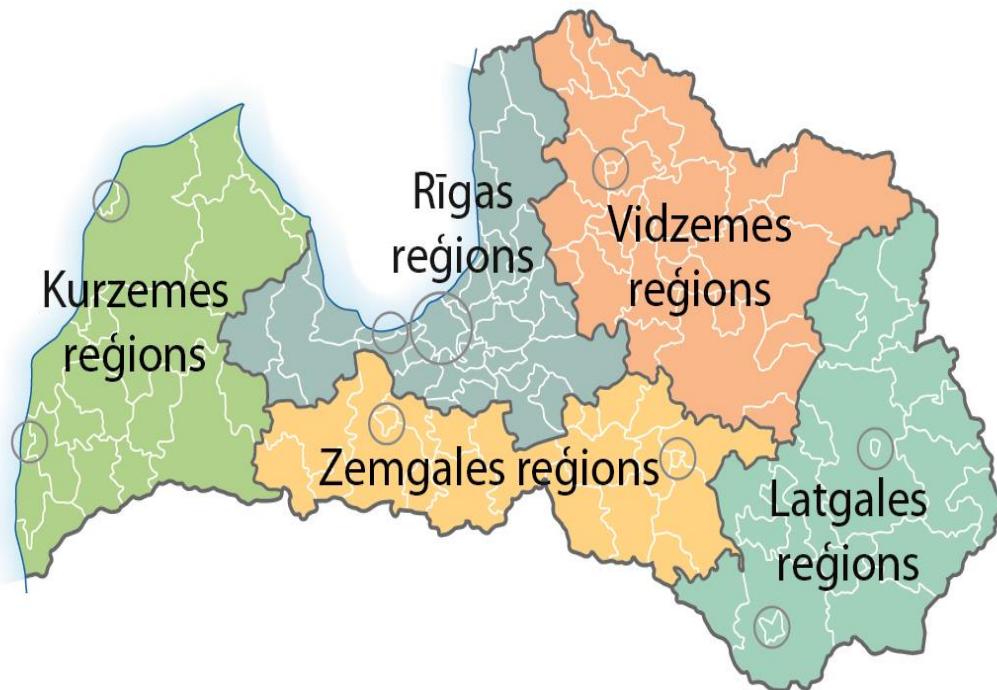 Rīgas
reģions
Vidzemes
reģions
Kurzemes
reģions
Zemgales reģions
Latgales
reģions